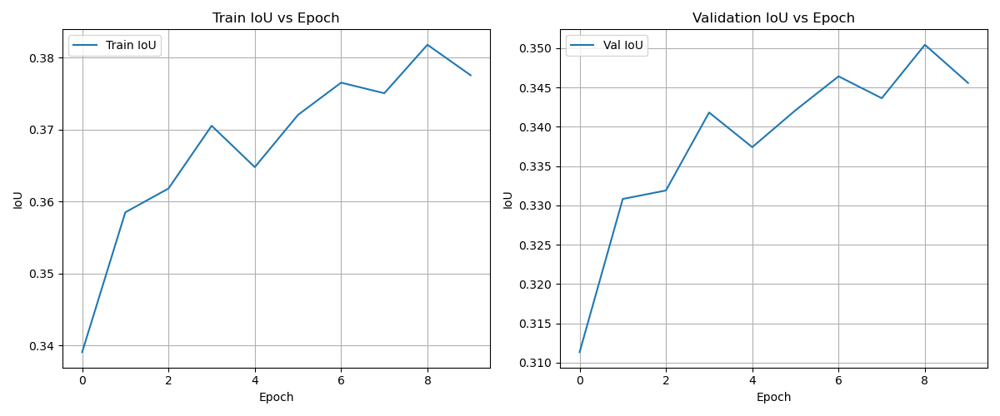 Train IoU vs Epoch
Train IoU
0.38
0.37
0.36
0.35
0.34
IoU
0 2 4 6 8
Epoch
Validation IoU vs Epoch
Val IoU
0.350
0.345
0.340
0.335
0.330
0.325
0.320
0.315
0.310
IoU
0 2 4 6 8
Epoch